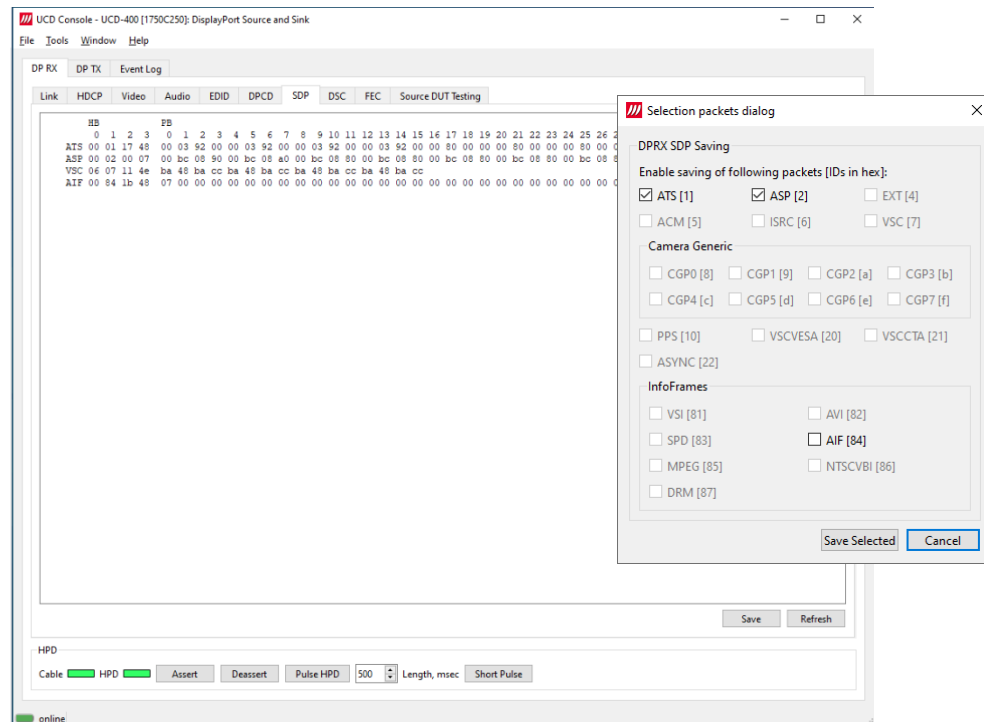 UCD Console - UCD-400 [1750C250]: DisplayPort Source and Sink
File Tools Window Help
DP RX DP TX Event Log
Link HDCP Video Audio EDID DPCD SDP DSC FEC Source DUT Testing
HB PB
0 1 2 3 0 1 2 3 4 5 6 7 8 9 10 11 12 13 14 15 16 17 18 19 20 21 22 23 24 25 26
ATS 00 01 17 48 00 03 92 00 00 03 92 00 00 03 92 00 00 03 92 00 00 80 00 00 00 80 00 00 00 80 00
ASP 00 02 00 07 00 bc 08 90 00 bc 08 a0 00 bc 08 80 00 bc 08 80 00 bc 08 80 00 bc 08 80 00 bc 08
VSC 06 07 11 4e ba 48 ba cc ba 48 ba cc ba 48 ba cc ba 48 ba cc
AIF 00 84 1b 48 07 00 00 00 00 00 00 00 00 00 00 00 00 00 00 00 00 00 00 00 00 00 00 00 00 00 00
Save Refresh
HPD
Cable HPD Assert Deassert Pulse HPD 500 Length, msec Short Pulse
online
Selection packets dialog
DPRX SDP Saving
Enable saving of following packets [IDs in hex]:
ATS [1] ASP [2] EXT [4]
ACM [5] ISRC [6] VSC [7]
Camera Generic
CGP0 [8] CGP1 [9] CGP2 [a] CGP3 [b]
CGP4 [c] CGP5 [d] CGP6 [e] CGP7 [f]
PPS [10] VSCVESA [20] VSCCTA [21]
ASYNC [22]
InfoFrames
VSI [81] AVI [82]
SPD [83] AIF [84]
MPEG [85] NTSCVBI [86]
DRM [87]
Save Selected Cancel